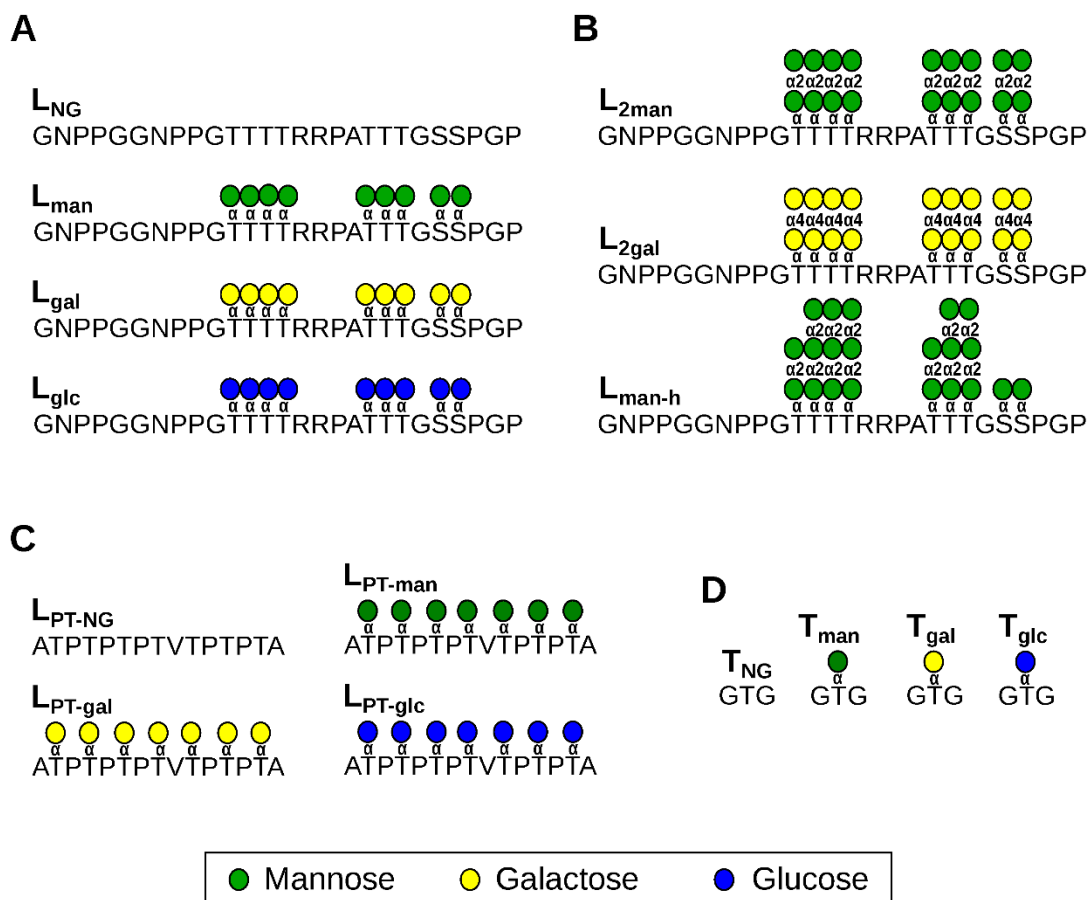 A
L_NG
GNPPGGNPPGTTTTRRPATTTGSSPGP
L_man
α α α α α α α α α
GNPPGGNPPGTTTTRRPATTTGSSPGP
L_gal
α α α α α α α α α
GNPPGGNPPGTTTTRRPATTTGSSPGP
L_glc
α α α α α α α α α
GNPPGGNPPGTTTTRRPATTTGSSPGP
B
α2α2α2α2 α2α2α2 α2α2
L_2man
α α α α α α α α α
GNPPGGNPPGTTTTRRPATTTGSSPGP
α4α4α4α4 α4α4α4 α4α4
L_2gal
α α α α α α α α α
GNPPGGNPPGTTTTRRPATTTGSSPGP
α2α2α2 α2α2
α2α2α2α2 α2α2α2
L_man-h
α α α α α α α α α
GNPPGGNPPGTTTTRRPATTTGSSPGP
C
L_PT-NG
ATPTPTPTVTPTPTA
L_PT-man
α α α α α α α
ATPTPTPTVTPTPTA
L_PT-gal
α α α α α α α
ATPTPTPTVTPTPTA
L_PT-glc
α α α α α α α
ATPTPTPTVTPTPTA
D
T_NG
GTG
T_man
α
GTG
T_gal
α
GTG
T_glc
α
GTG
Mannose Galactose Glucose